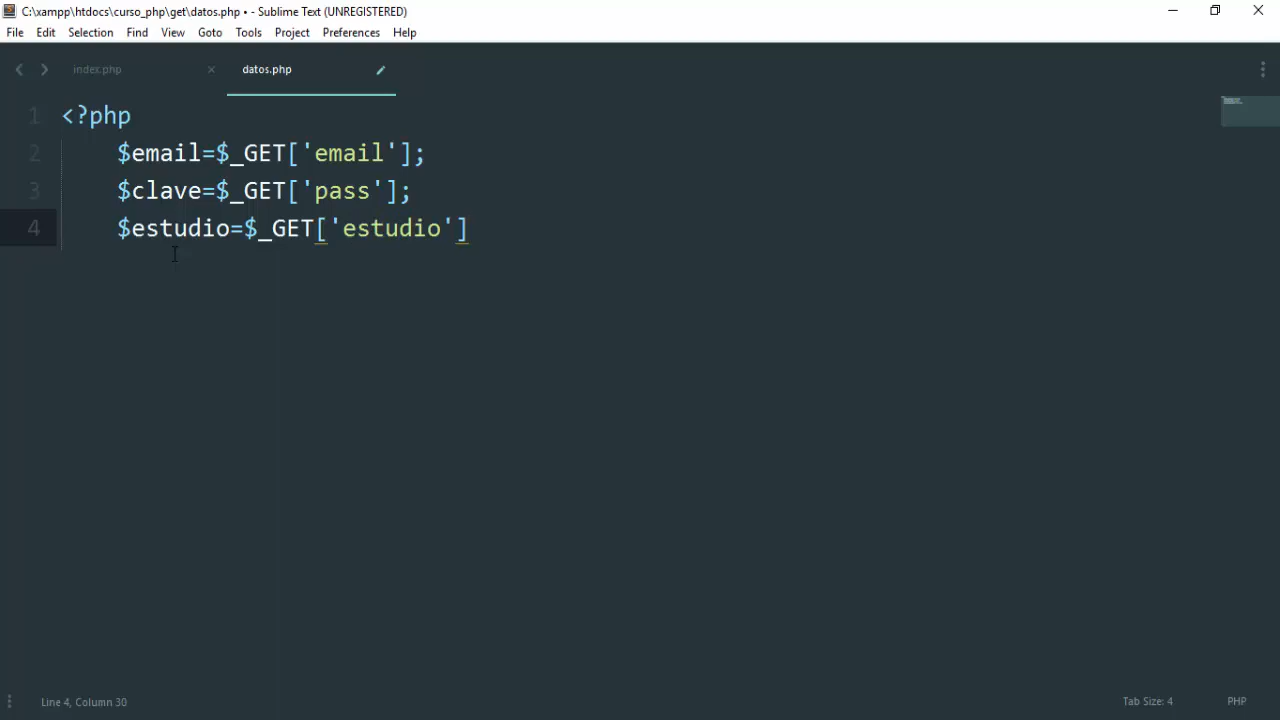 C:\xampp\htdocs\curso_php\get\datos.php • - Sublime Text (UNREGISTERED)
File Edit Selection Find View Goto Tools Project Preferences Help
index.php datos.php
1 <?php
2 $email=$_GET['email'];
3 $clave=$_GET['pass'];
4 $estudio=$_GET['estudio']
Line 4, Column 30 Tab Size: 4 PHP